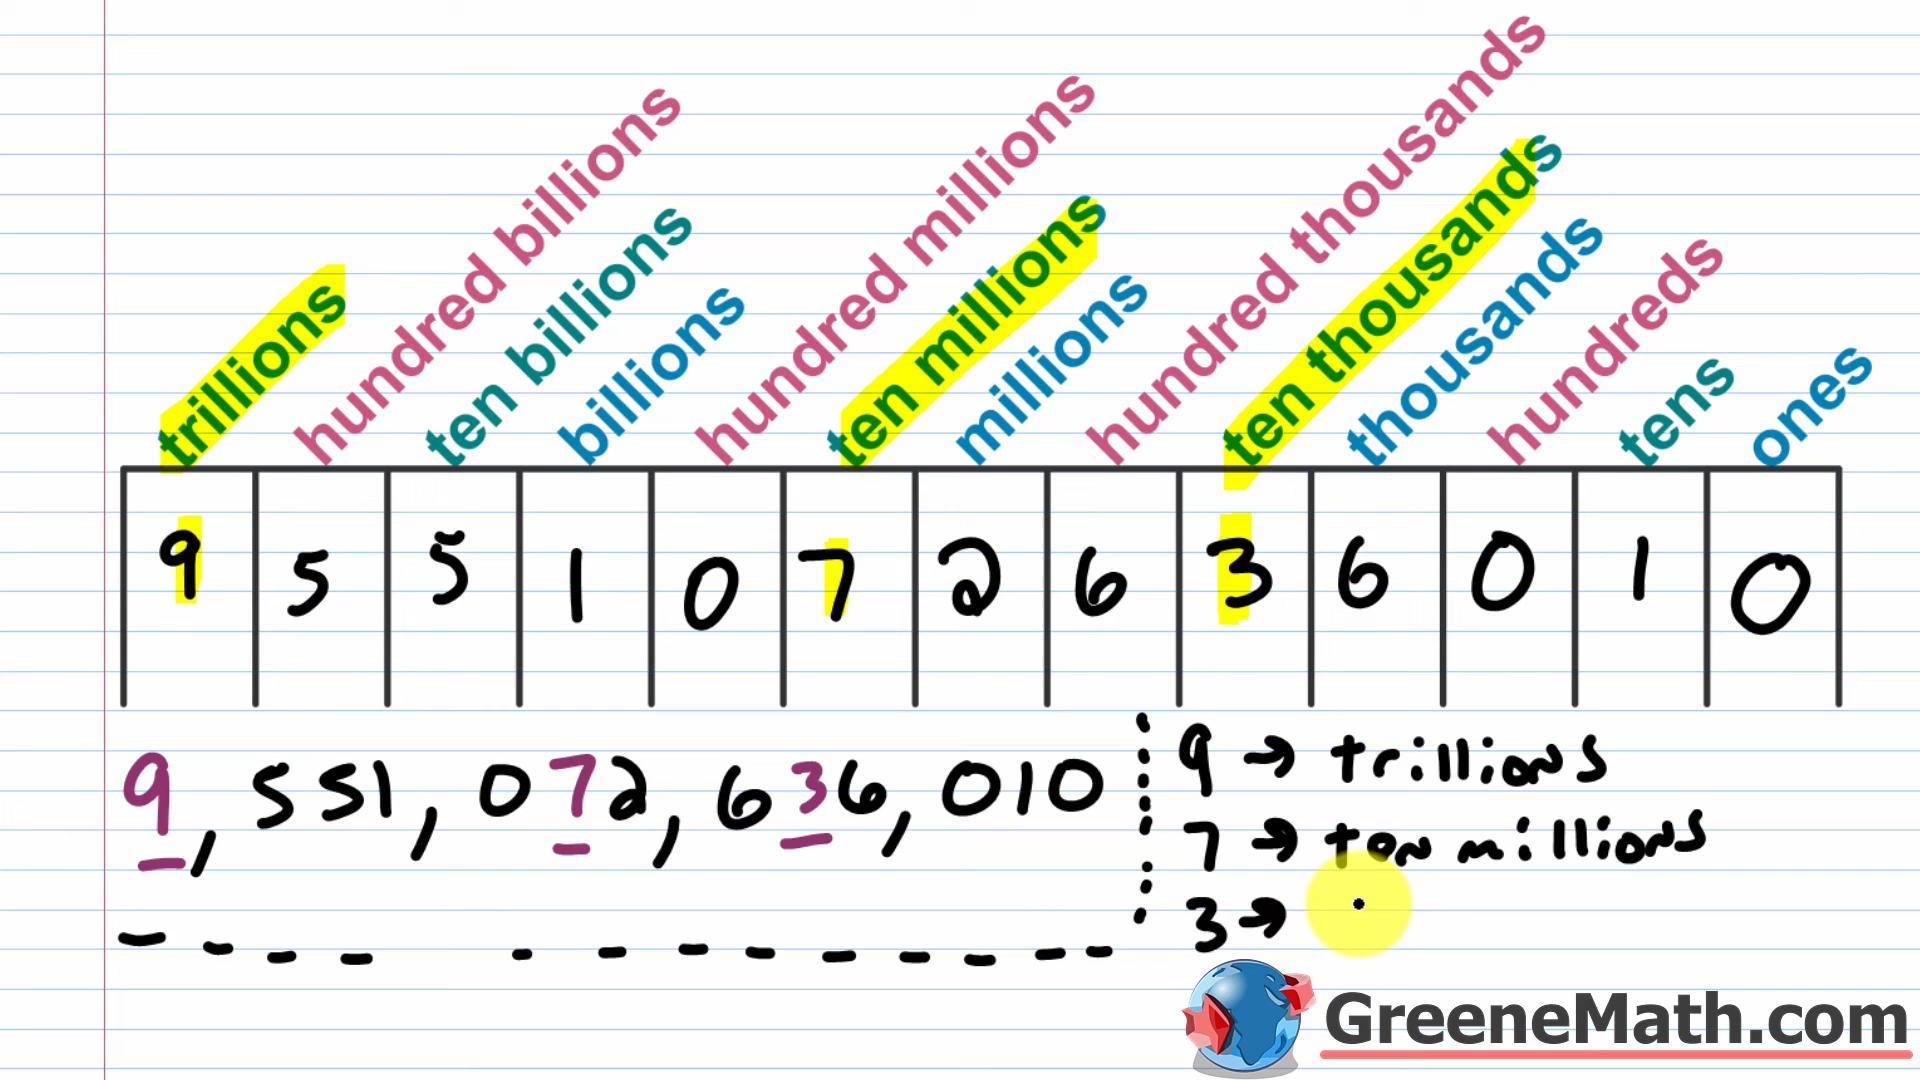 trillions hundred billions ten billions billions hundred millions ten millions millions hundred thousands ten thousands thousands hundreds tens ones
9 5 5 1 0 7 2 6 3 6 0 1 0
9, 551, 072, 636, 010
9 → trillions
7 → ten millions
3 →
GreeneMath.com